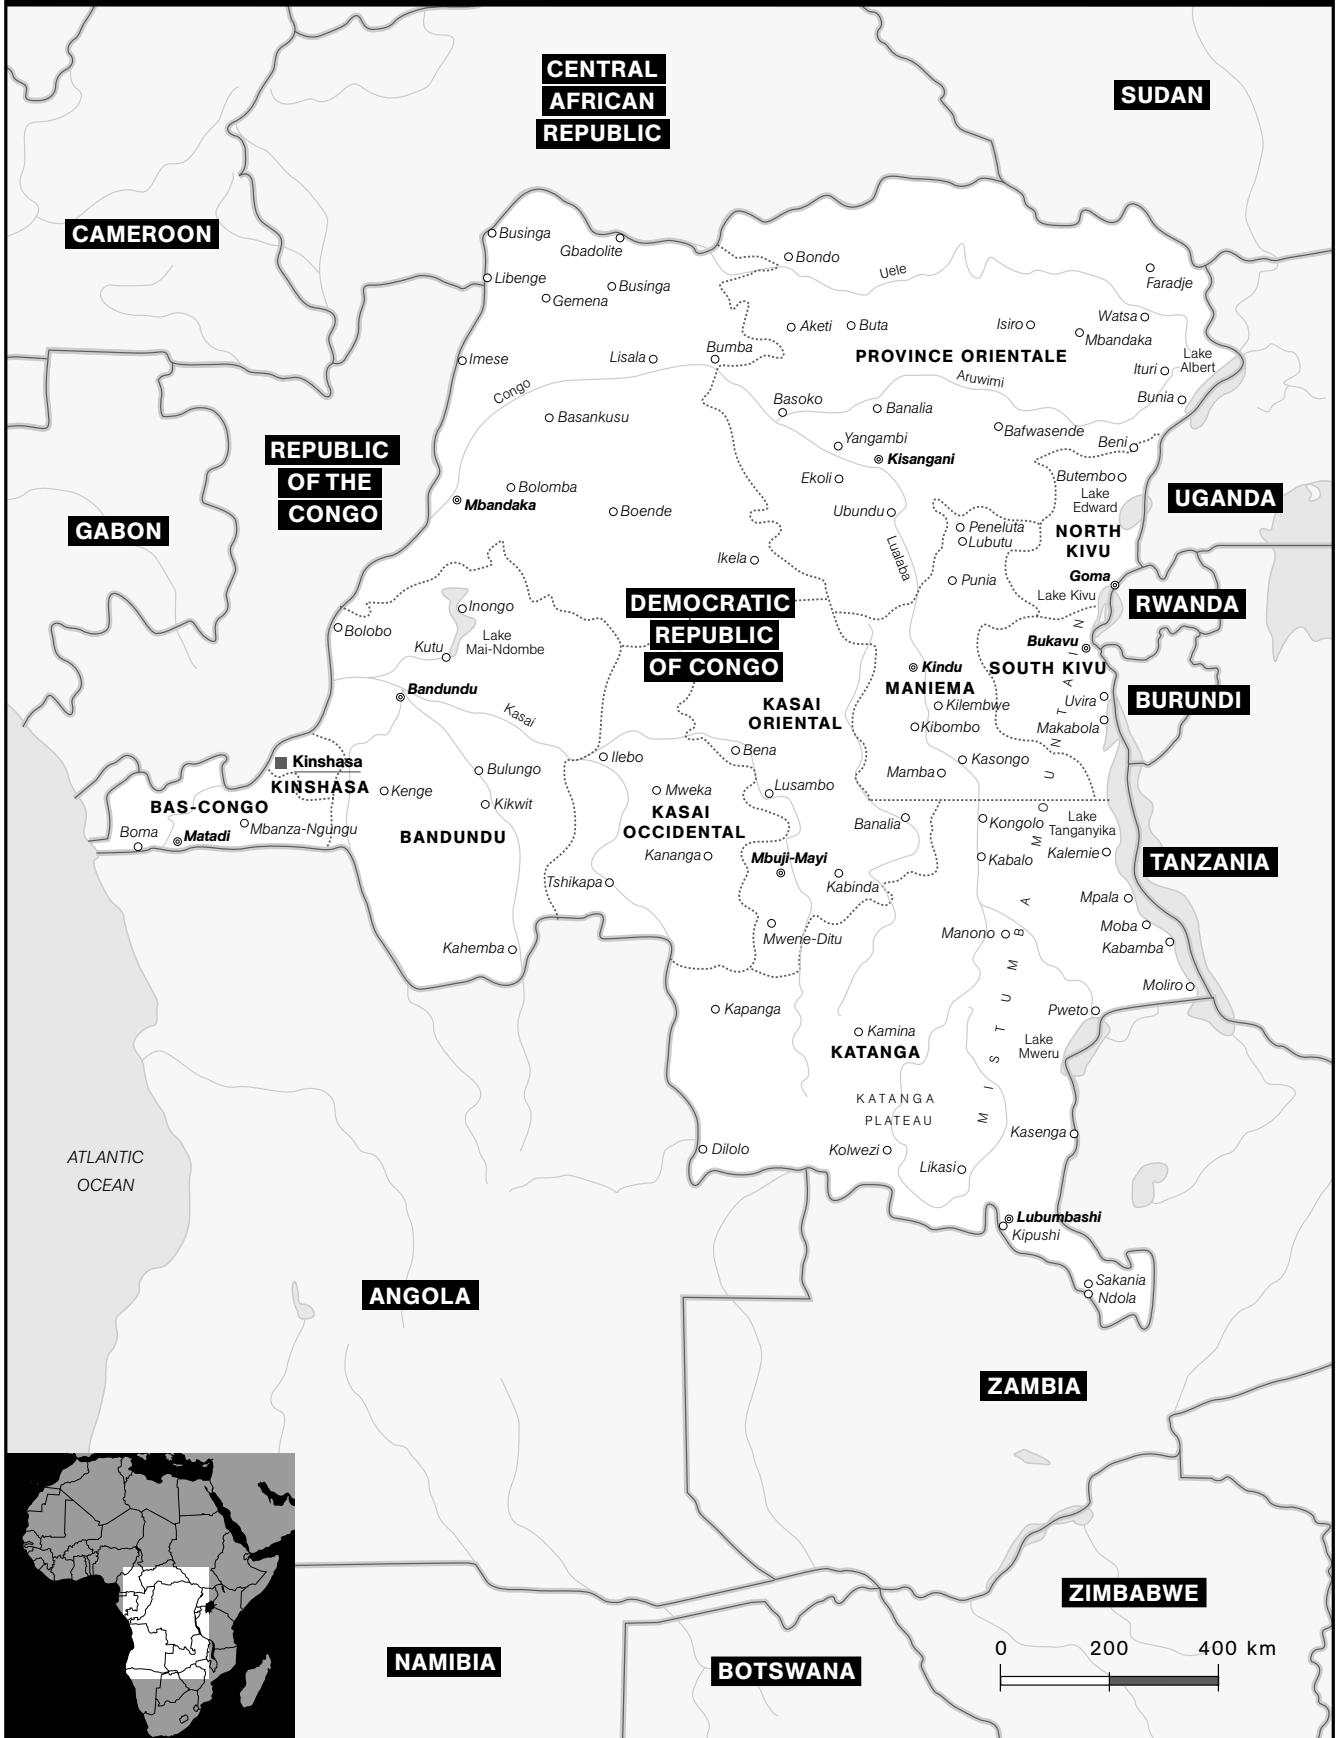 CENTRAL
AFRICAN
REPUBLIC
SUDAN
CAMEROON
Businga
Gbadolite
Bondo
Uele
Faradje
Libenge
Businga
Gemena
Watsa
Aketi
Buta
Isiro
Mbandaka
Imese
Lisala
Bumba
PROVINCE ORIENTALE
Lake
Albert
Ituri
Congo
Aruwimi
Basoko
Banalia
Bunia
Basankusu
REPUBLIC
OF THE
CONGO
Yangambi
Bafwasende
Beni
Kisangani
Ekoli
Butembo
Bolomba
Mbandaka
Lake
Edward
UGANDA
Boende
Ubundu
GABON
Peneluta
Lubutu
NORTH
KIVU
Ikela
Lualaba
Punia
Goma
Lake Kivu
RWANDA
DEMOCRATIC
REPUBLIC
OF CONGO
Inongo
Bolobo
Lake
Mai-Ndombe
Kutu
Bukavu
SOUTH KIVU
Kindu
MANIEMA
Bandundu
Kasai
KASAI
ORIENTAL
Kilembwe
Uvira
BURUNDI
Kibombo
Makabola
Bena
Ilebo
Kinshasa
KINSHASA
Bulungo
Kasongo
Mamba
Kenge
Mweka
Lusambo
BAS-CONGO
Kikwit
KASAI
OCCIDENTAL
Banalia
Kongolo
Lake
Tanganyika
Boma
Matadi
Mbanza-Ngungu
BANDUNDU
Kananga
Mbuji-Mayi
Kabalo
Kalemie
TANZANIA
Tshikapa
Kabinda
Mpala
Mwene-Ditu
Manono
Moba
Kabamba
Kahemba
Moliro
Kapanga
Pweto
Kamina
KATANGA
Lake
Mweru
MISTUMBA MOUNTAIN
KATANGA
PLATEAU
Kasenga
Dilolo
Kolwezi
Likasi
ATLANTIC
OCEAN
Lubumbashi
Kipushi
Sakania
Ndola
ANGOLA
ZAMBIA
ZIMBABWE
NAMIBIA
BOTSWANA
0 200 400 km